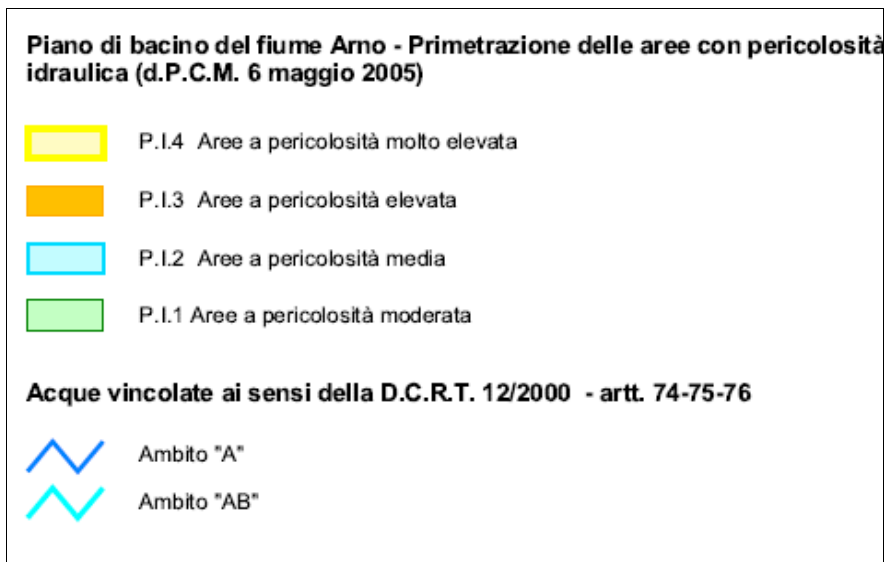 Piano di bacino del fiume Arno - Primetrazione delle aree con pericolosità
idraulica (d.P.C.M. 6 maggio 2005)
P.I.4 Aree a pericolosità molto elevata
P.I.3 Aree a pericolosità elevata
P.I.2 Aree a pericolosità media
P.I.1 Aree a pericolosità moderata
Acque vincolate ai sensi della D.C.R.T. 12/2000 - artt. 74-75-76
Ambito "A"
Ambito "AB"